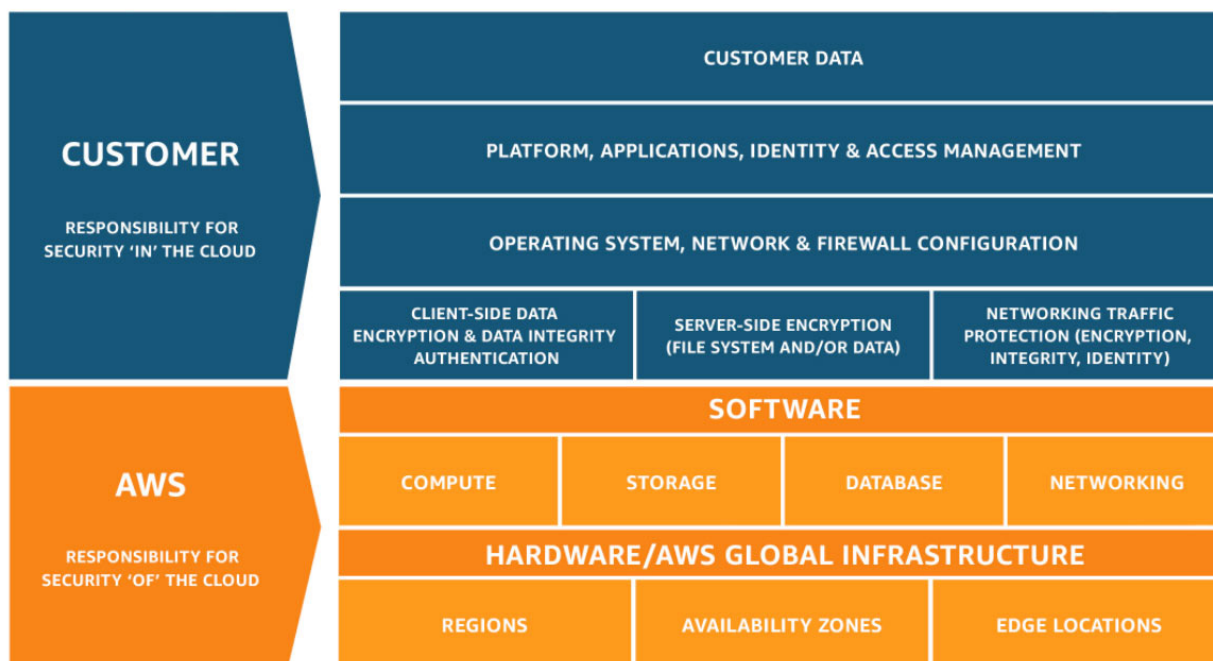 CUSTOMER
RESPONSIBILITY FOR
SECURITY ‘IN’ THE CLOUD
CUSTOMER DATA
PLATFORM, APPLICATIONS, IDENTITY & ACCESS MANAGEMENT
OPERATING SYSTEM, NETWORK & FIREWALL CONFIGURATION
CLIENT-SIDE DATA
ENCRYPTION & DATA INTEGRITY
AUTHENTICATION
SERVER-SIDE ENCRYPTION
(FILE SYSTEM AND/OR DATA)
NETWORKING TRAFFIC
PROTECTION (ENCRYPTION,
INTEGRITY, IDENTITY)
AWS
RESPONSIBILITY FOR
SECURITY ‘OF’ THE CLOUD
SOFTWARE
COMPUTE
STORAGE
DATABASE
NETWORKING
HARDWARE/AWS GLOBAL INFRASTRUCTURE
REGIONS
AVAILABILITY ZONES
EDGE LOCATIONS